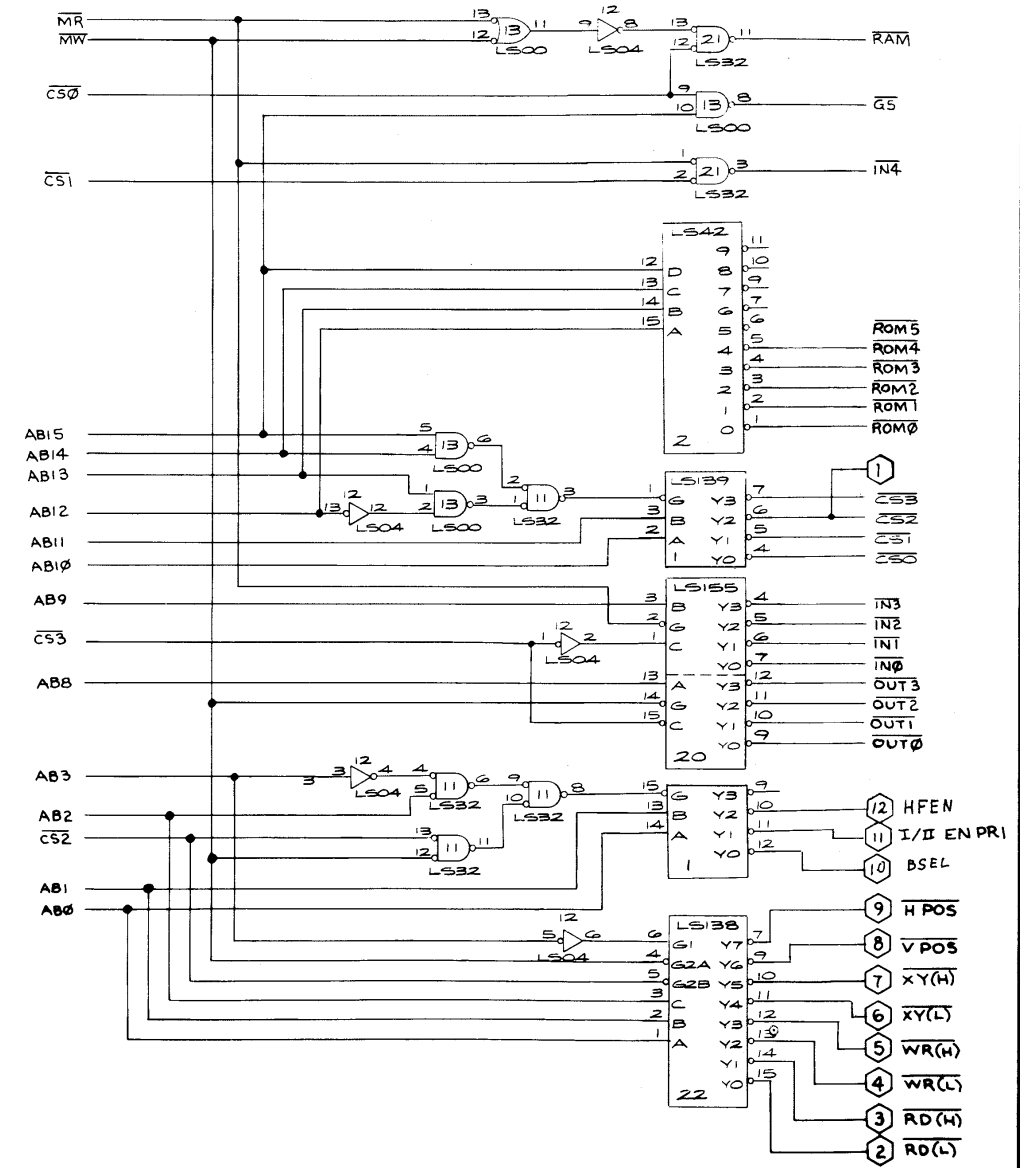 MR 13 11 12 13
MW 12 13 LS00 9 8 LS04 12 21 11 RAM
LS32
CSØ 9 13 8 GS
10 LS00
1 21 3 IN4
CS1 2 LS32
LS42
9 11
12 D 8 10
13 C 7 9
14 B 6 7
15 A 5 6 ROM5
4 5 ROM4
3 4 ROM3
2 3 ROM2
1 2 ROM1
2 0 1 ROMØ
AB15 5 13 6
AB14 4 LS00
AB13 1 2 11 3 1 LS139 1
AB12 13 12 12 LS04 2 13 3 LS00 1 LS32 G Y3 7 CS3
AB11 3 B Y2 6 CS2
AB1Ø 2 A Y1 5 CS1
1 Y0 4 CS0
LS155
AB9 3 B Y3 4 IN3
2 G Y2 5 IN2
CS3 1 12 2 LS04 1 C Y1 6 IN1
Y0 7 INØ
AB8 13 A Y3 12 OUT3
14 G Y2 11 OUT2
15 C Y1 10 OUT1
20 Y0 9 OUTØ
AB3 3 3 12 4 LS04 4 11 6 9 11 8 15 G Y3 9
AB2 5 LS32 10 LS32 13 B Y2 10 12 HFEN
CS2 13 11 11 14 A Y1 11 11 I/II EN PR1
12 LS32 1 Y0 12 10 BSEL
AB1
ABØ
LS138 9 H POS
5 12 6 LS04 6 G1 Y7 7
4 G2A Y6 9 8 V POS
5 G2B Y5 10 7 XY(H)
3 C Y4 11 6 XY(L)
2 B Y3 12 5 WR(H)
1 A Y2 13 4 WR(L)
Y1 14 3 RD(H)
22 Y0 15 2 RD(L)